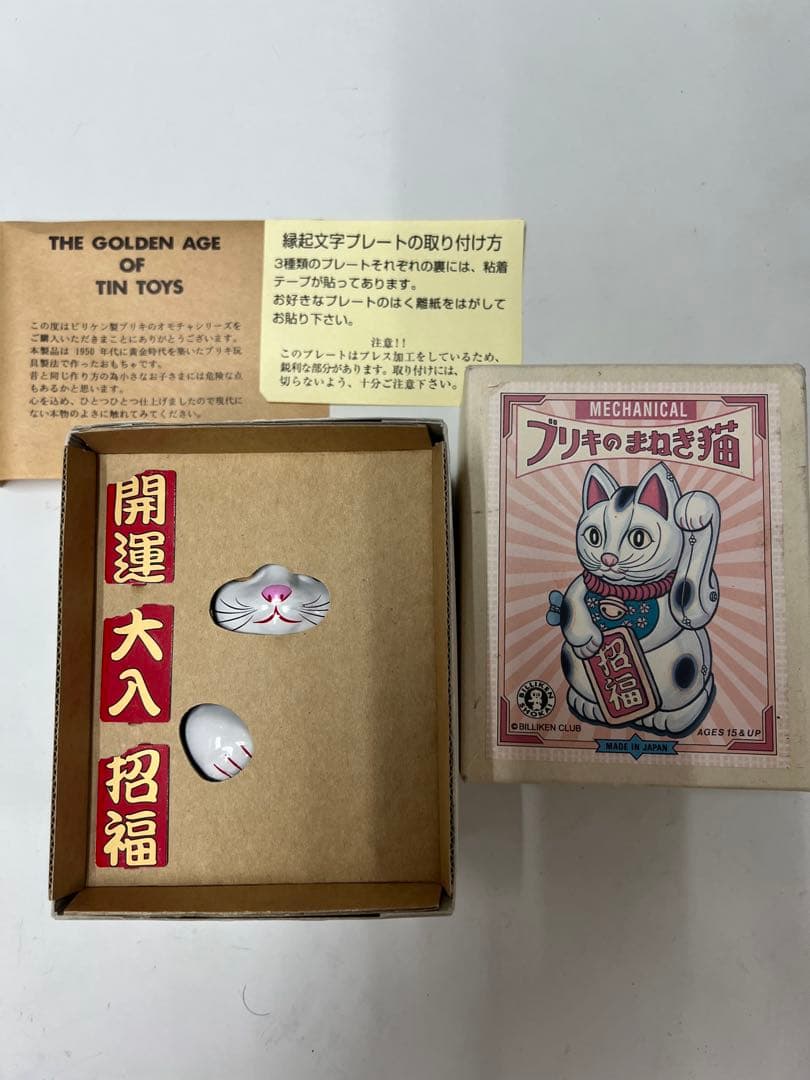 THE GOLDEN AGE
OF
TIN TOYS
この度はビリケン製ブリキのオモチャシリーズを
ご購入いただきまことにありがとうございます。
本製品は 1950 年代に黄金時代を築いたブリキ玩
具製法で作ったおもちゃです。
昔と同じ作り方の為小さなお子さまには危険な点
もあるかと思います。
心を込め、ひとつひとつ仕上げましたので現代に
ない本物のよさに触れてみてください。
縁起文字プレートの取り付け方
3種類のプレートそれぞれの裏には、粘着
テープが貼ってあります。
お好きなプレートのはく離紙をはがして
お貼り下さい。
注意!!
このプレートはプレス加工をしているため、
鋭利な部分があります。取り付けには、
切らないよう、十分ご注意下さい。
開運
大入
招福
MECHANICAL
ブリキのまねき猫
招福
BILLIKEN
SHOKAI
©BILLIKEN CLUB
AGES 15 & UP
MADE IN JAPAN